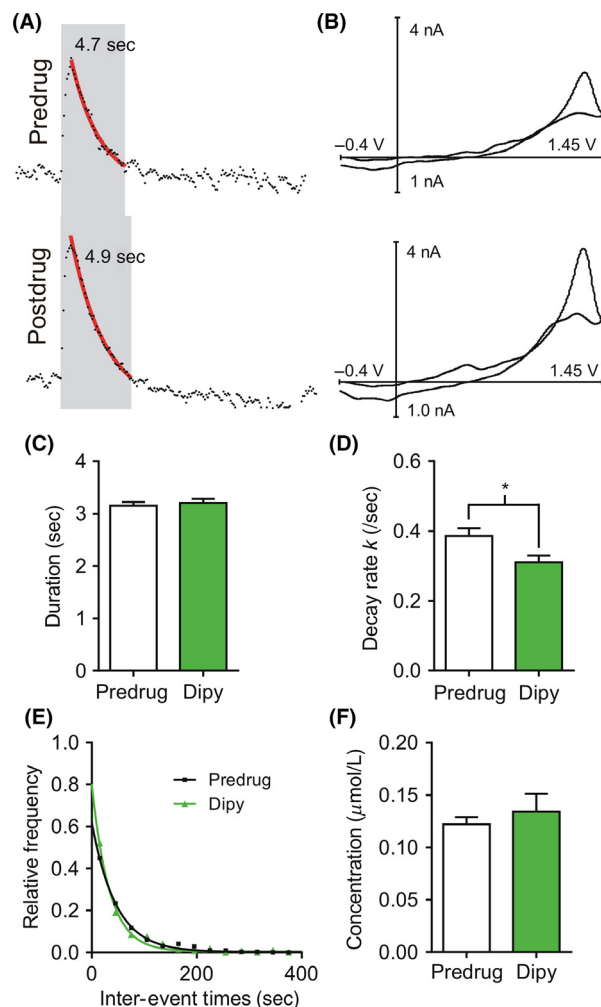 (A)
(B)
Predrug
4.7 sec
4 nA
–0.4 V
1.45 V
1 nA
Postdrug
4.9 sec
4 nA
–0.4 V
1.45 V
1.0 nA
(C)
(D)
Duration (sec)
4
3
2
1
0
Predrug
Dipy
Decay rate k (/sec)
0.6
0.4
0.2
0.0
*
Predrug
Dipy
(E)
(F)
Relative frequency
1.0
0.8
0.6
0.4
0.2
0.0
Predrug
Dipy
0
200
400
Inter-event times (sec)
Concentration (μmol/L)
0.20
0.15
0.10
0.05
0.00
Predrug
Dipy